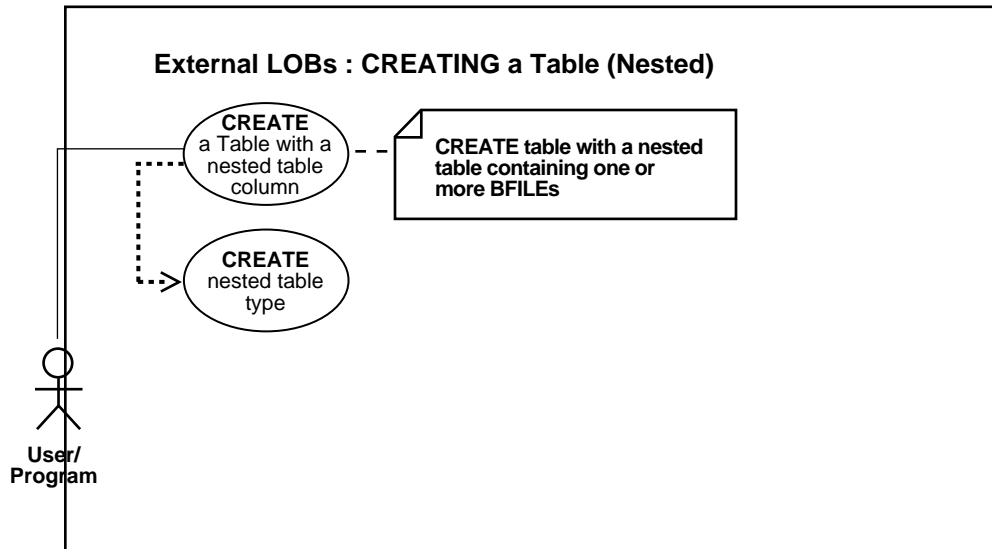 External LOBs : CREATING a Table (Nested)
CREATE
a Table with a
nested table
column
CREATE table with a nested
table containing one or
more BFILEs
CREATE
nested table
type
User/
Program